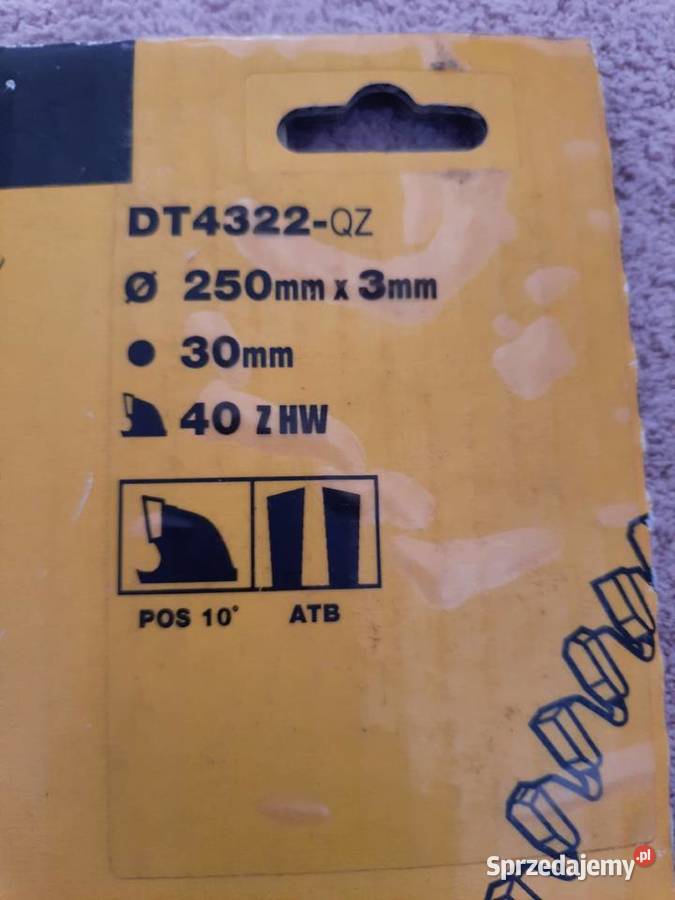 DT4322-QZ
Ø 250mm x 3mm
● 30mm
40 Z HW
POS 10° ATB
Sprzedajemy.pl